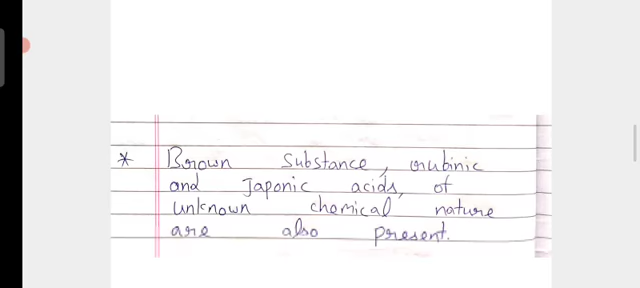 * Brown Substance, rubinic
and Japonic acids, of
unknown chemical nature
are also present.